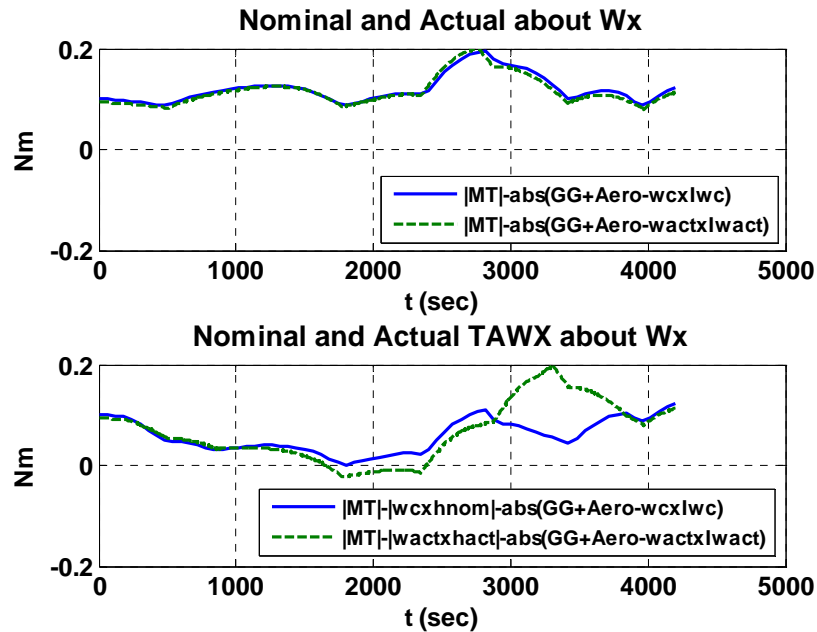 Nominal and Actual about Wx
0.2
0
-0.2
Nm
|MT|-abs(GG+Aero-wcxIwc)
|MT|-abs(GG+Aero-wactxIwact)
0 1000 2000 3000 4000 5000
t (sec)
Nominal and Actual TAWX about Wx
0.2
0
-0.2
Nm
|MT|-|wcxhnom|-abs(GG+Aero-wcxIwc)
|MT|-|wactxhact|-abs(GG+Aero-wactxIwact)
0 1000 2000 3000 4000 5000
t (sec)